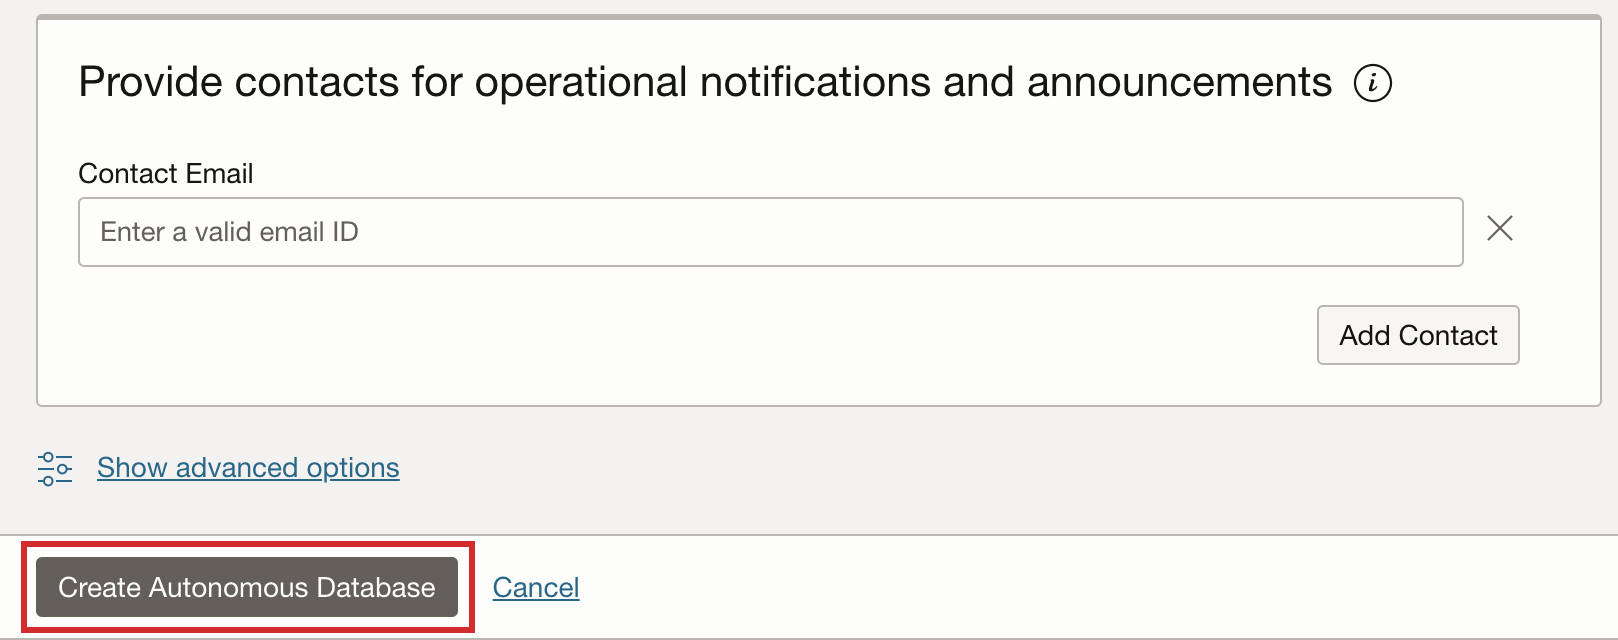 Provide contacts for operational notifications and announcements i
Contact Email
Enter a valid email ID
Add Contact
Show advanced options
Create Autonomous Database Cancel